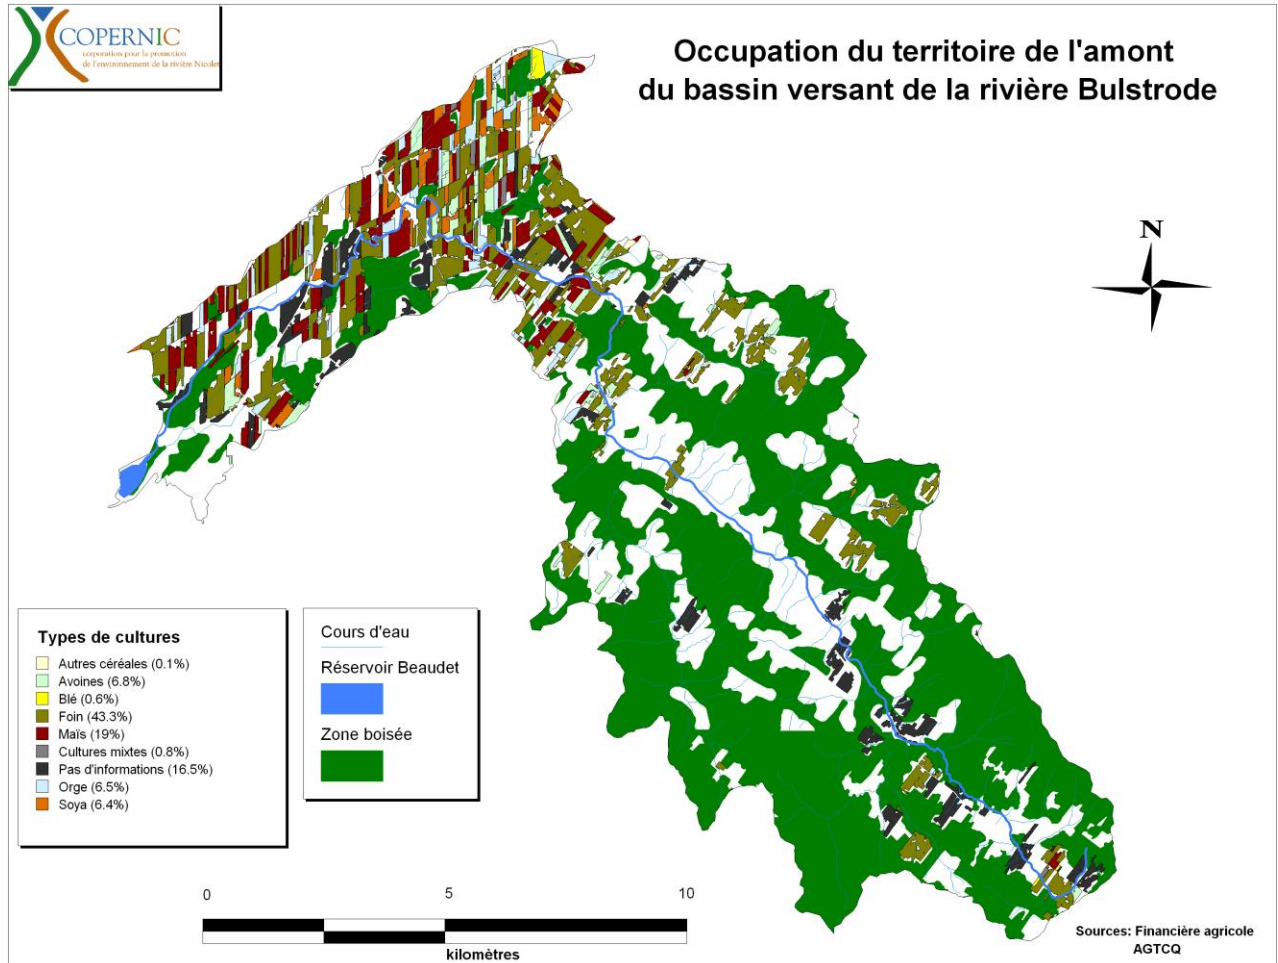 COPERNIC
corporation pour la promotion
de l'environnement de la rivière Nicolet
Occupation du territoire de l'amont
du bassin versant de la rivière Bulstrode
N
Types de cultures
Autres céréales (0.1%)
Avoines (6.8%)
Blé (0.6%)
Foin (43.3%)
Maïs (19%)
Cultures mixtes (0.8%)
Pas d'informations (16.5%)
Orge (6.5%)
Soya (6.4%)
Cours d'eau
Réservoir Beaudet
Zone boisée
0 5 10
kilomètres
Sources: Financière agricole
AGTCQ